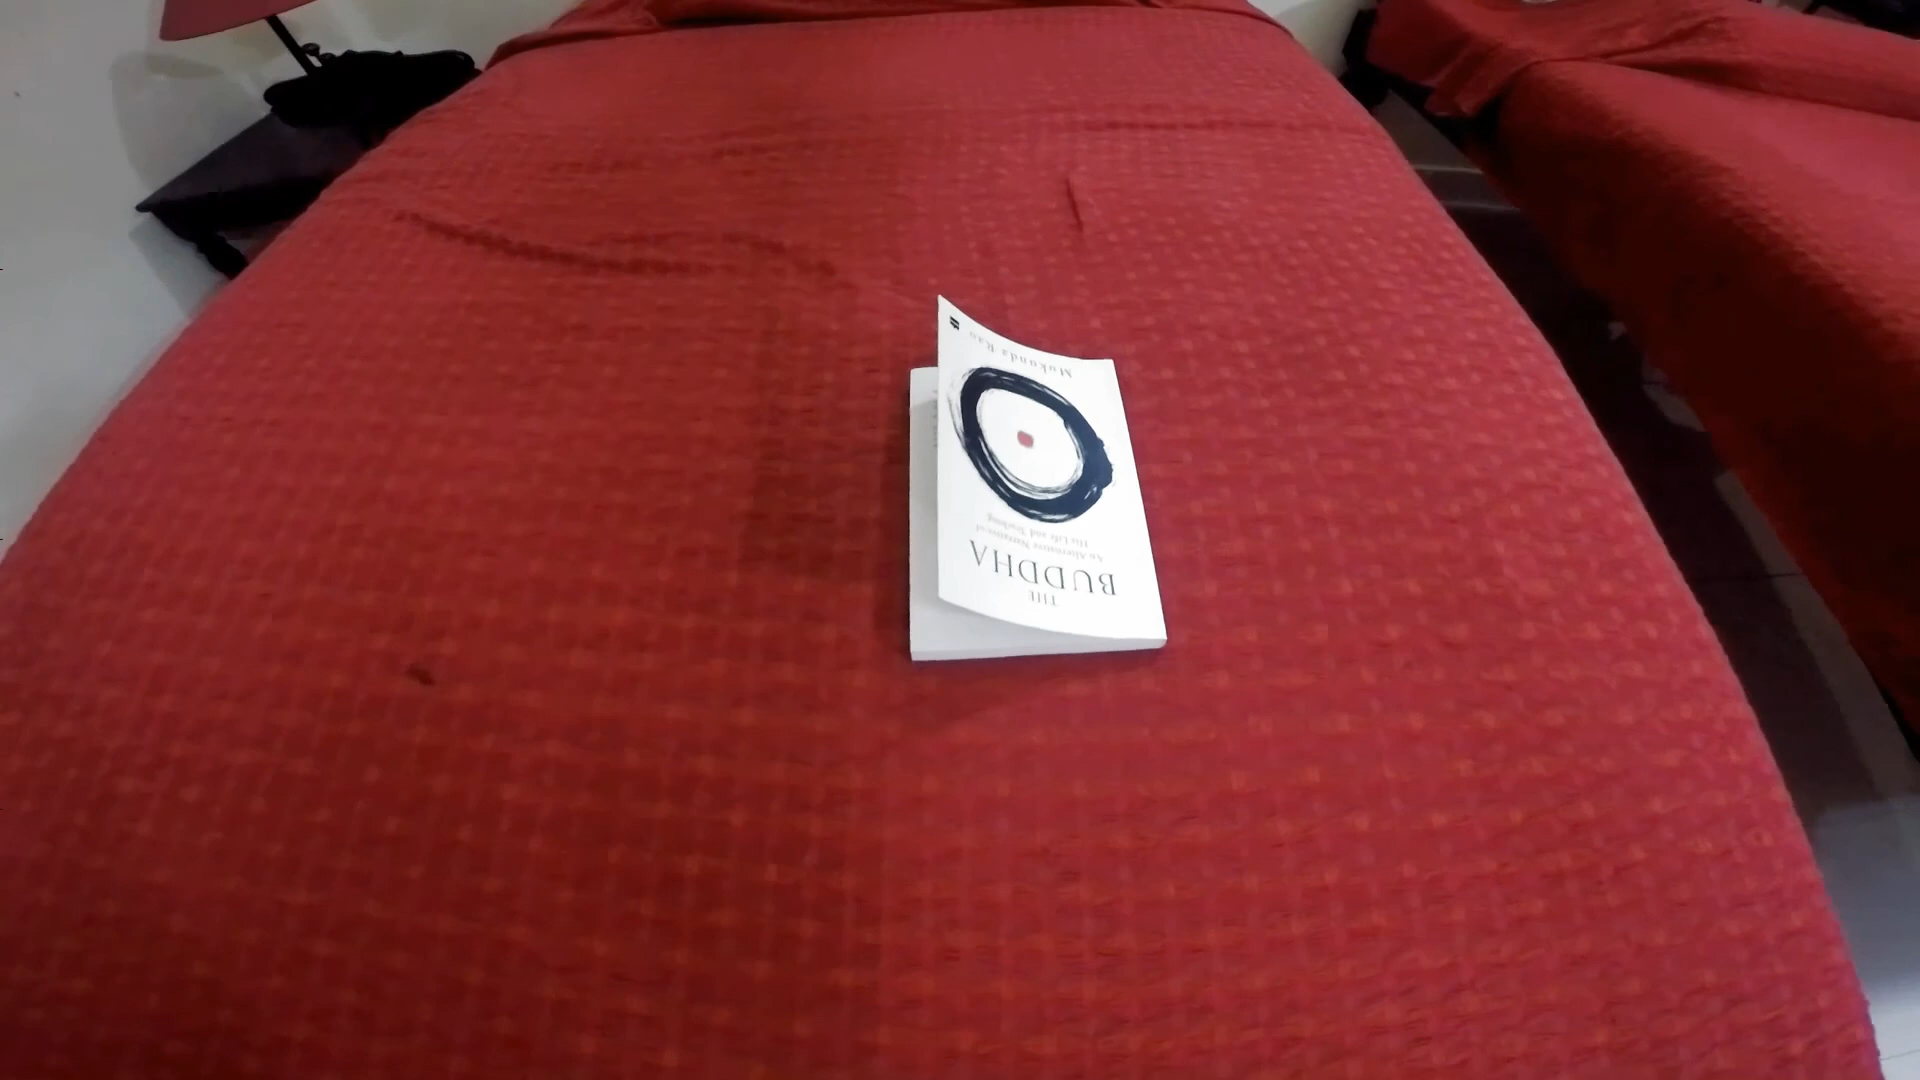 THE
BUDDHA
An Alternative Narrative of
His Life and Teaching
Mukunda Rao